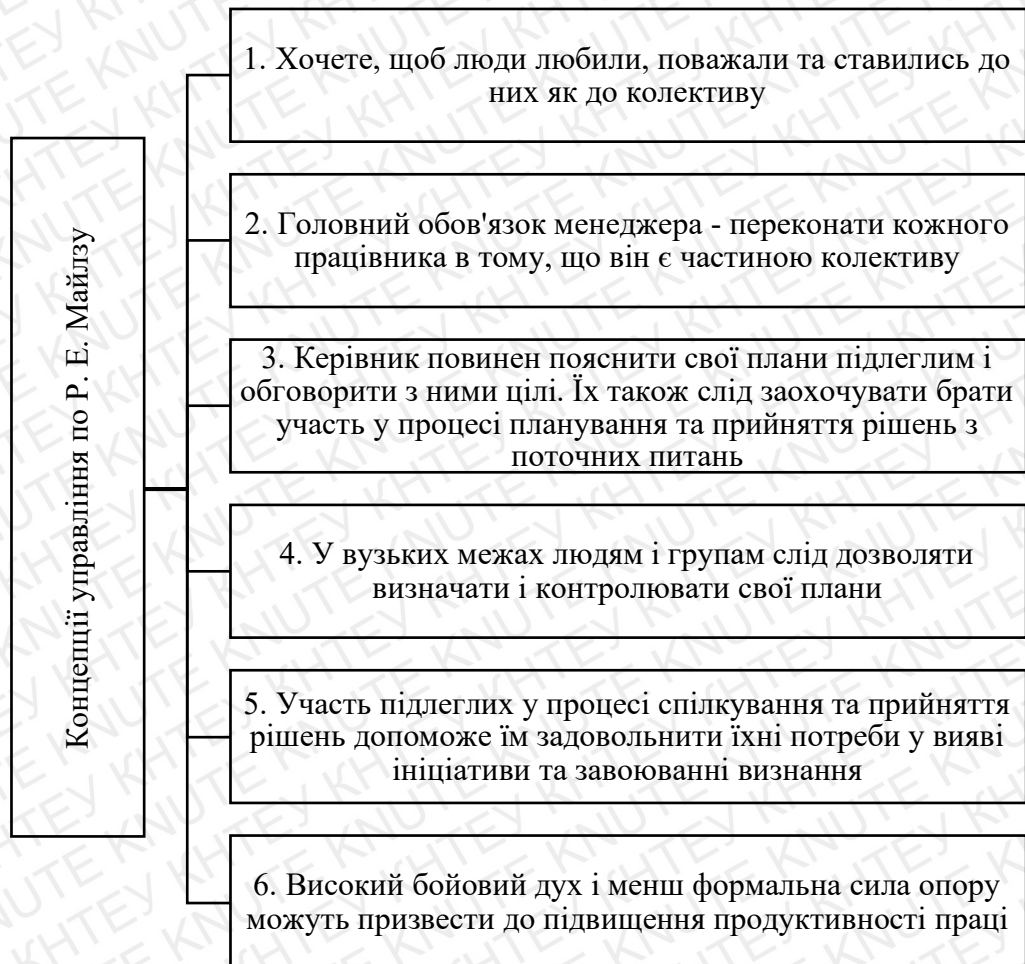 Концепції управління по Р. Е. Майлзу
1. Хочете, щоб люди любили, поважали та ставились до
них як до колективу
2. Головний обов'язок менеджера - переконати кожного
працівника в тому, що він є частиною колективу
3. Керівник повинен пояснити свої плани підлеглим і
обговорити з ними цілі. Їх також слід заохочувати брати
участь у процесі планування та прийняття рішень з
поточних питань
4. У вузьких межах людям і групам слід дозволяти
визначати і контролювати свої плани
5. Участь підлеглих у процесі спілкування та прийняття
рішень допоможе їм задовольнити їхні потреби у вияві
ініціативи та завоюванні визнання
6. Високий бойовий дух і менш формальна сила опору
можуть призвести до підвищення продуктивності праці